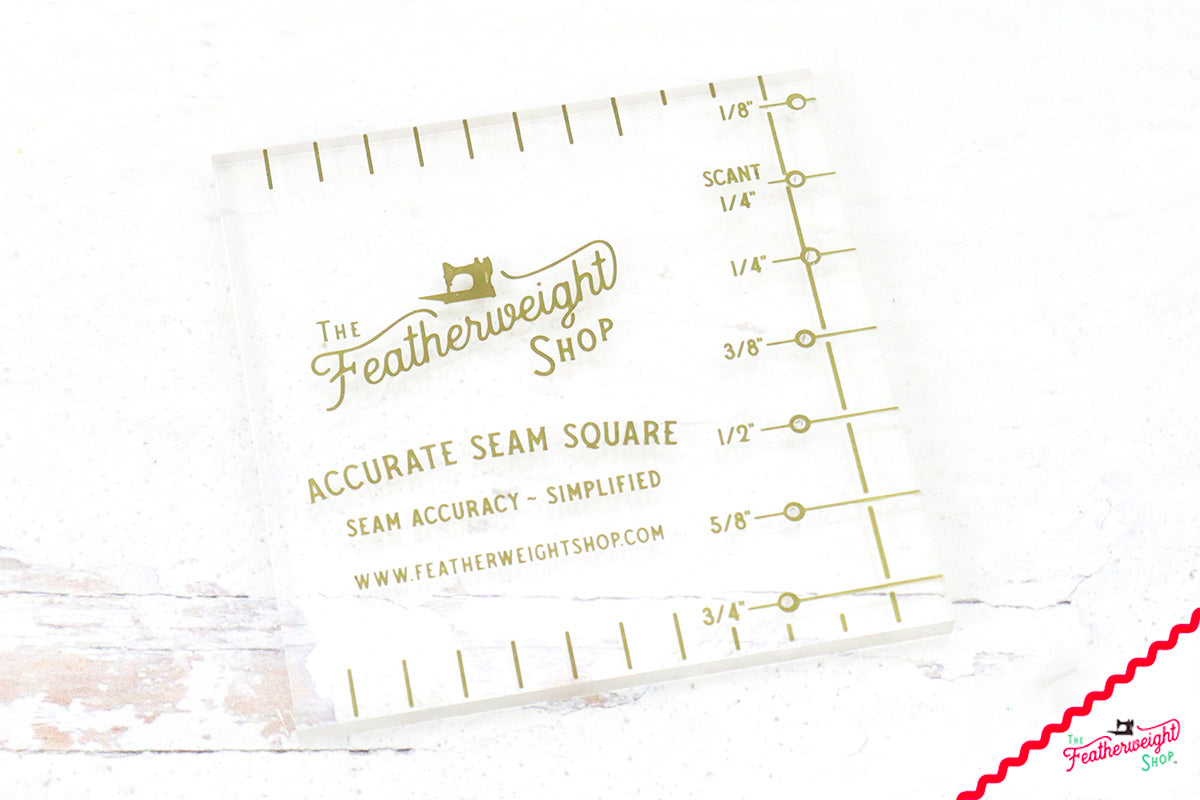 1/8"
SCANT
1/4"
1/4"
3/8"
1/2"
5/8"
3/4"
THE
Featherweight
SHOP
ACCURATE SEAM SQUARE
SEAM ACCURACY ~ SIMPLIFIED
WWW.FEATHERWEIGHTSHOP.COM
THE
Featherweight
SHOP™